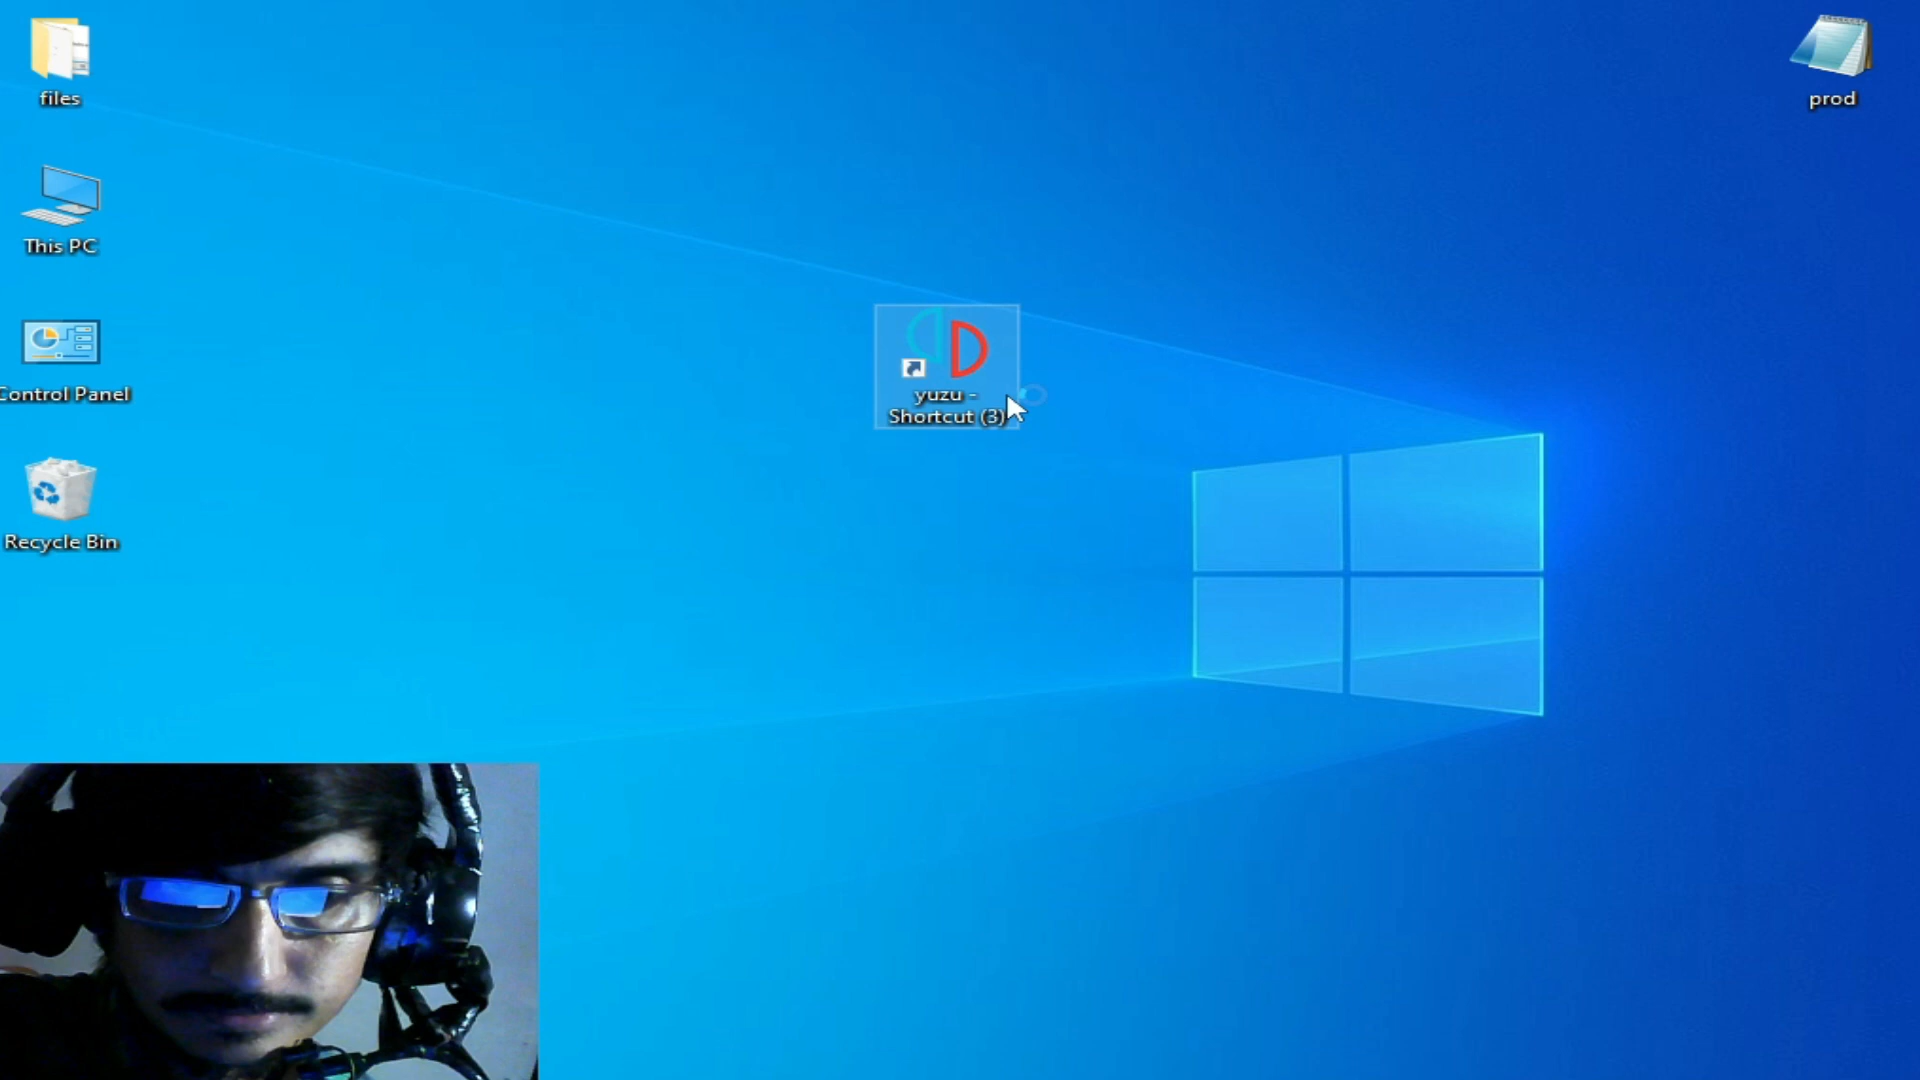 files
prod
This PC
Control Panel
yuzu -
Shortcut (3)
Recycle Bin